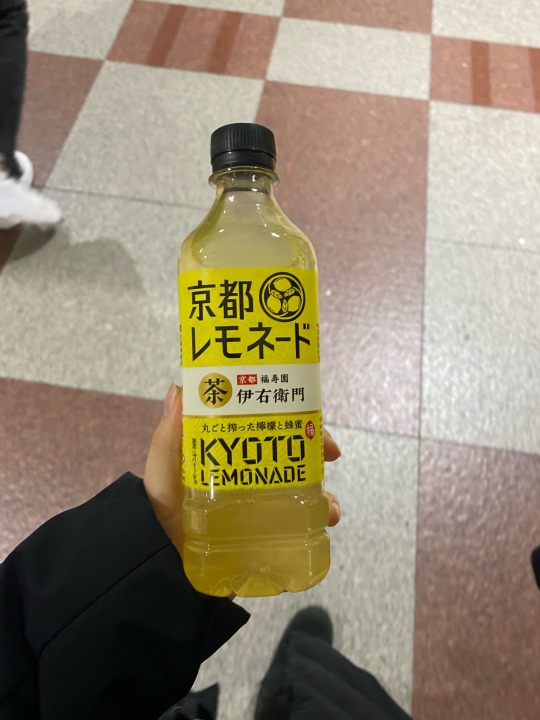 京都
レモネード
茶
京都 福寿園
伊右衛門
丸ごと搾った檸檬と蜂蜜
KYOTO
LEMONADE